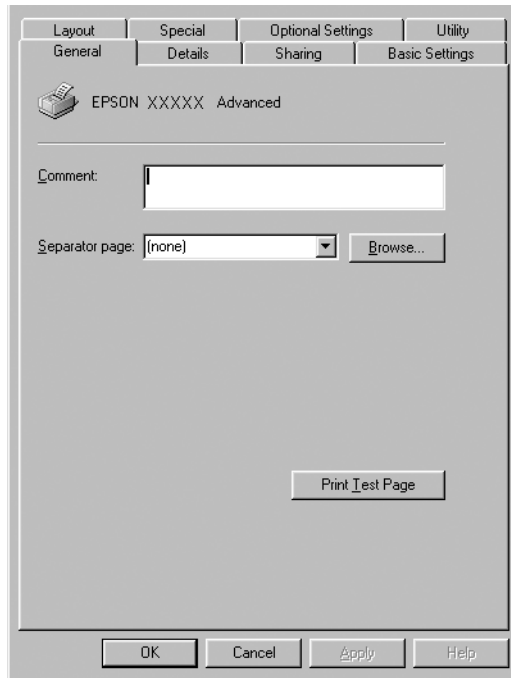 Layout Special Optional Settings Utility
General Details Sharing Basic Settings
EPSON XXXXX Advanced
Comment:
Separator page: (none) Browse...
Print Test Page
OK Cancel Apply Help